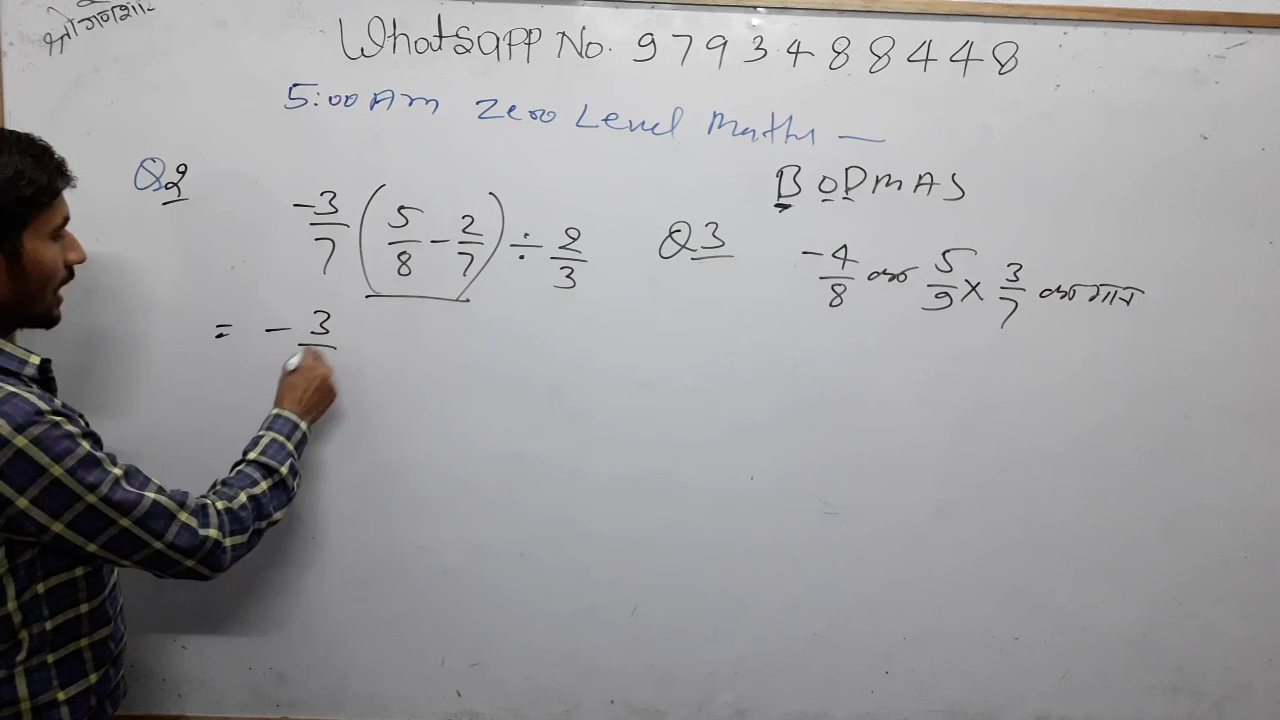 श्री गणेशा.
Whatsapp No. 9793488448
5:00 Am Zero Level Maths —
BODMAS
Q2 -3/7 (5/8 - 2/7) ÷ 2/3
Q3 -4/8 का 5/9 × 3/7 का मान
= - 3